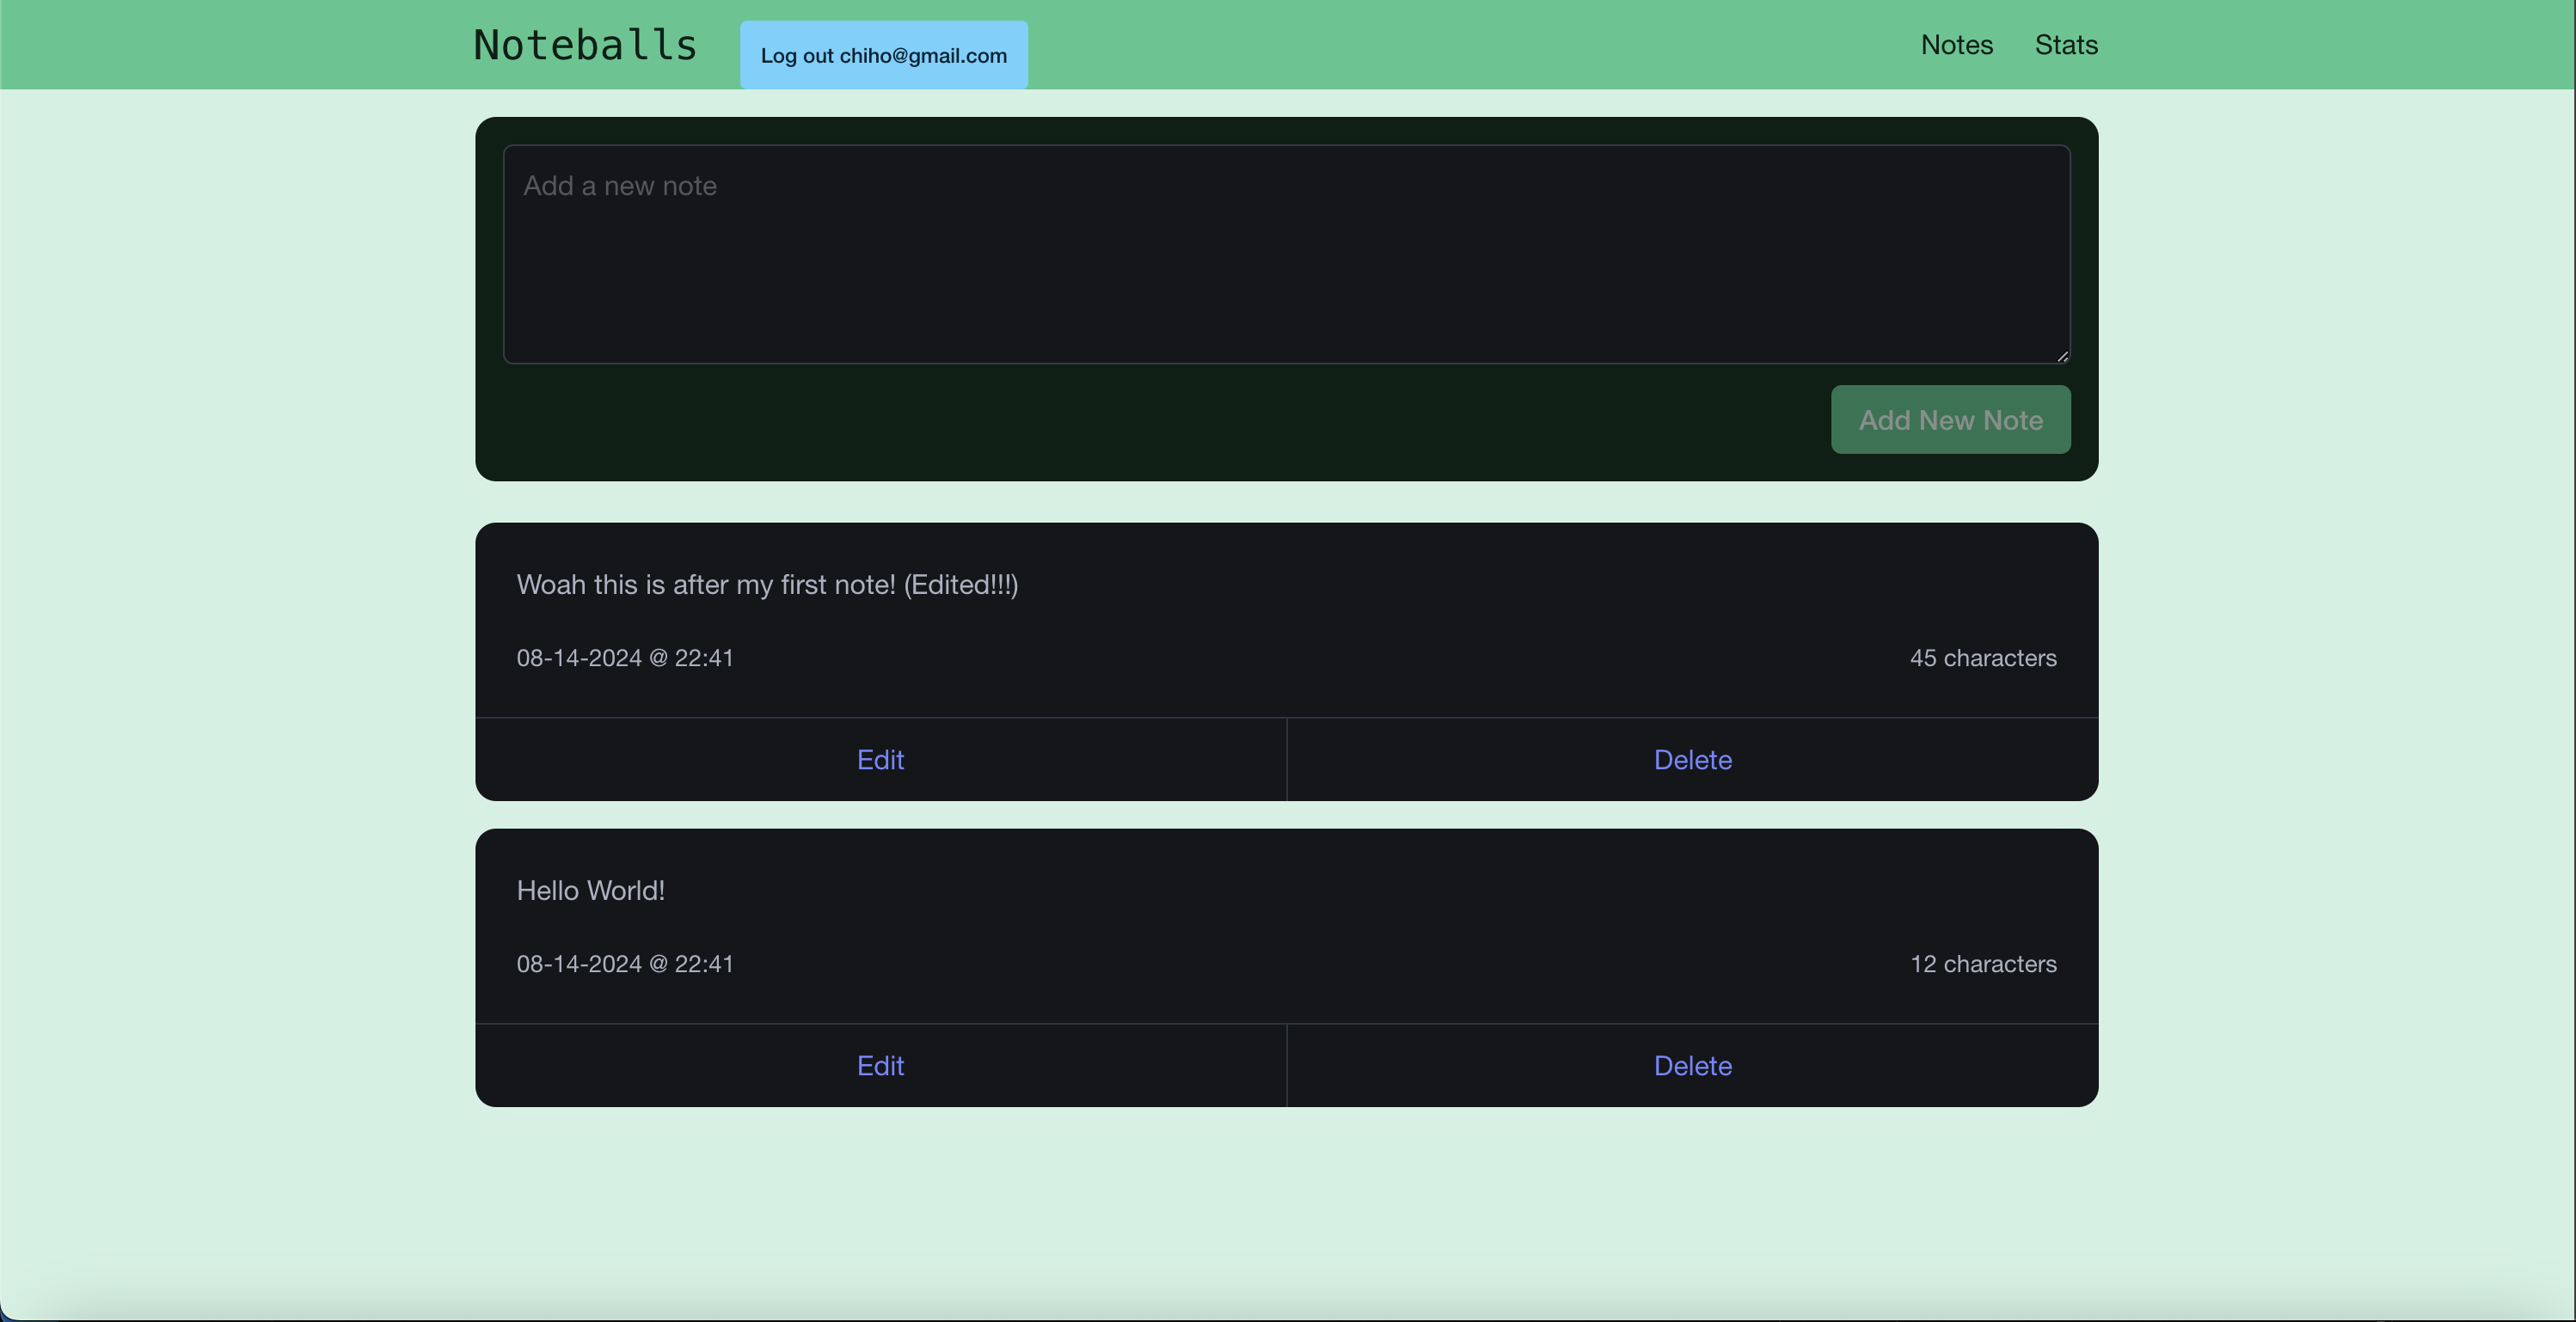 Noteballs
Log out chiho@gmail.com
Notes
Stats
Add a new note
Add New Note
Woah this is after my first note! (Edited!!!)
08-14-2024 @ 22:41
45 characters
Edit
Delete
Hello World!
08-14-2024 @ 22:41
12 characters
Edit
Delete